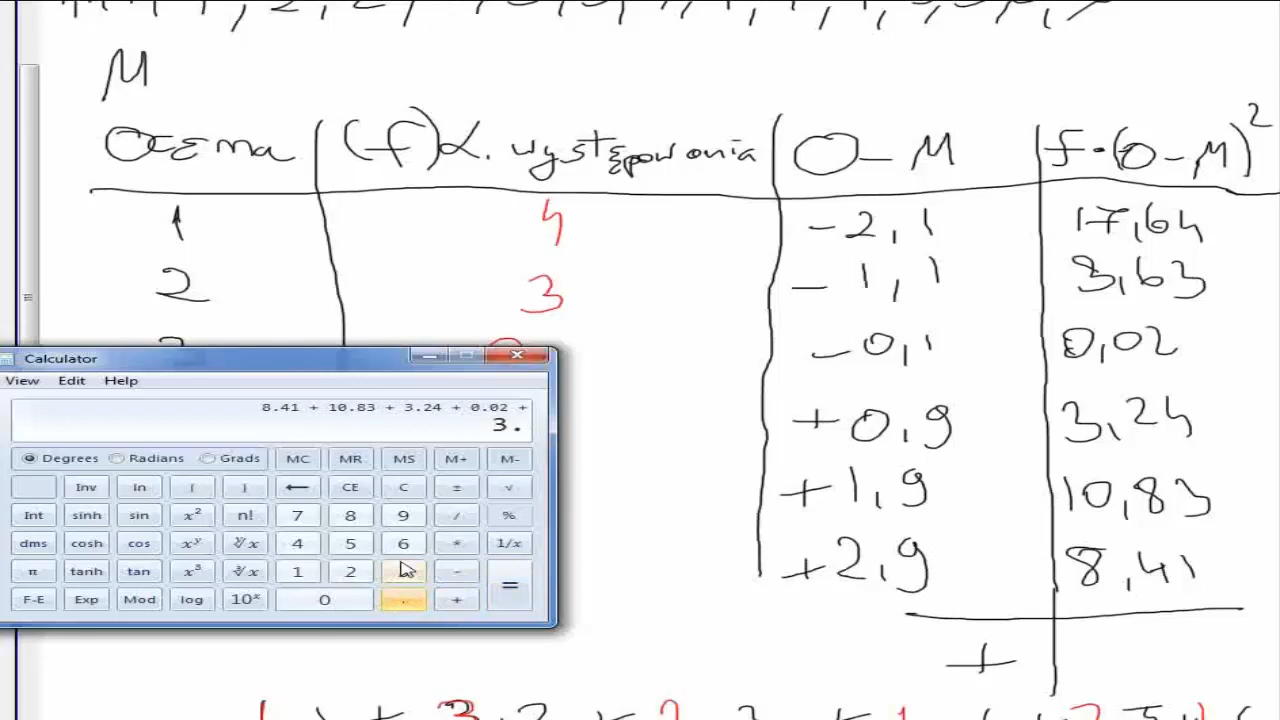 M
Ocena (f) L. występowania O - M f·(O-M)²
1 4 -2,1 17,64
2 3 -1,1 3,63
-0,1 0,02
+0,9 3,24
+1,9 10,83
+2,9 8,41
+
Calculator
View Edit Help
8.41 + 10.83 + 3.24 + 0.02 +
3.
Degrees Radians Grads MC MR MS M+ M-
Inv ln ( ) ← CE C ± √
Int sinh sin x² n! 7 8 9 / %
dms cosh cos xʸ ʸ√x 4 5 6 * 1/x
π tanh tan x³ ³√x 1 2 - =
F-E Exp Mod log 10ˣ 0 . +